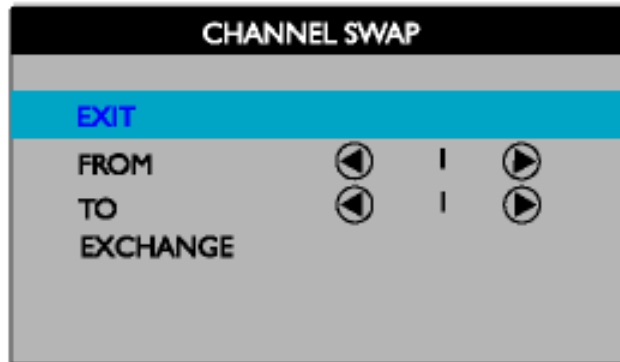 CHANNEL SWAP
EXIT
FROM 1
TO 1
EXCHANGE